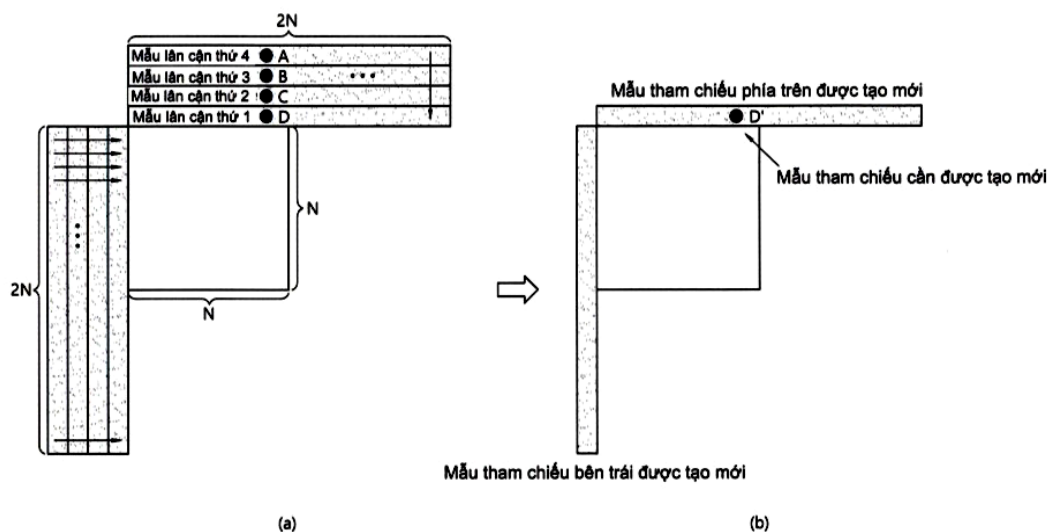 2N
Mẫu lân cận thứ 4 A
Mẫu lân cận thứ 3 B
Mẫu lân cận thứ 2 C
Mẫu lân cận thứ 1 D
N
2N
N
(a)
Mẫu tham chiếu phía trên được tạo mới
D'
Mẫu tham chiếu cần được tạo mới
Mẫu tham chiếu bên trái được tạo mới
(b)